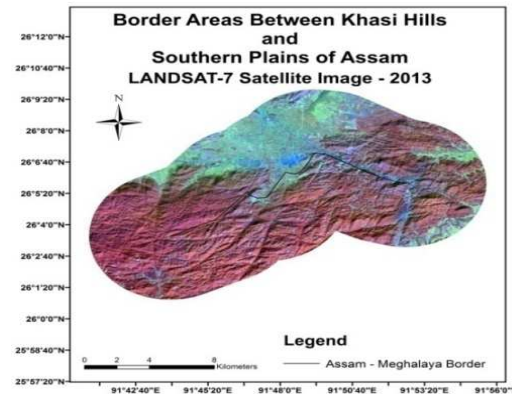 Border Areas Between Khasi Hills
and
Southern Plains of Assam
LANDSAT-7 Satellite Image - 2013
N
26°12'0"N
26°10'40"N
26°9'20"N
26°8'0"N
26°6'40"N
26°5'20"N
26°4'0"N
26°2'40"N
26°1'20"N
26°0'0"N
25°58'40"N
25°57'20"N
Legend
Assam - Meghalaya Border
0 2 4 8
Kilometers
91°42'40"E 91°45'20"E 91°48'0"E 91°50'40"E 91°53'20"E 91°56'0"E